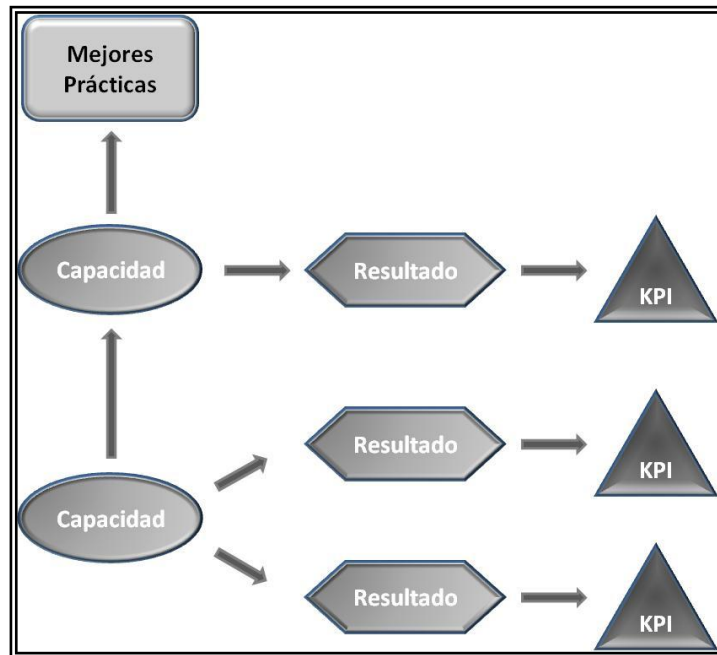 Mejores
Prácticas
Capacidad
Resultado
KPI
Resultado
KPI
Capacidad
Resultado
KPI